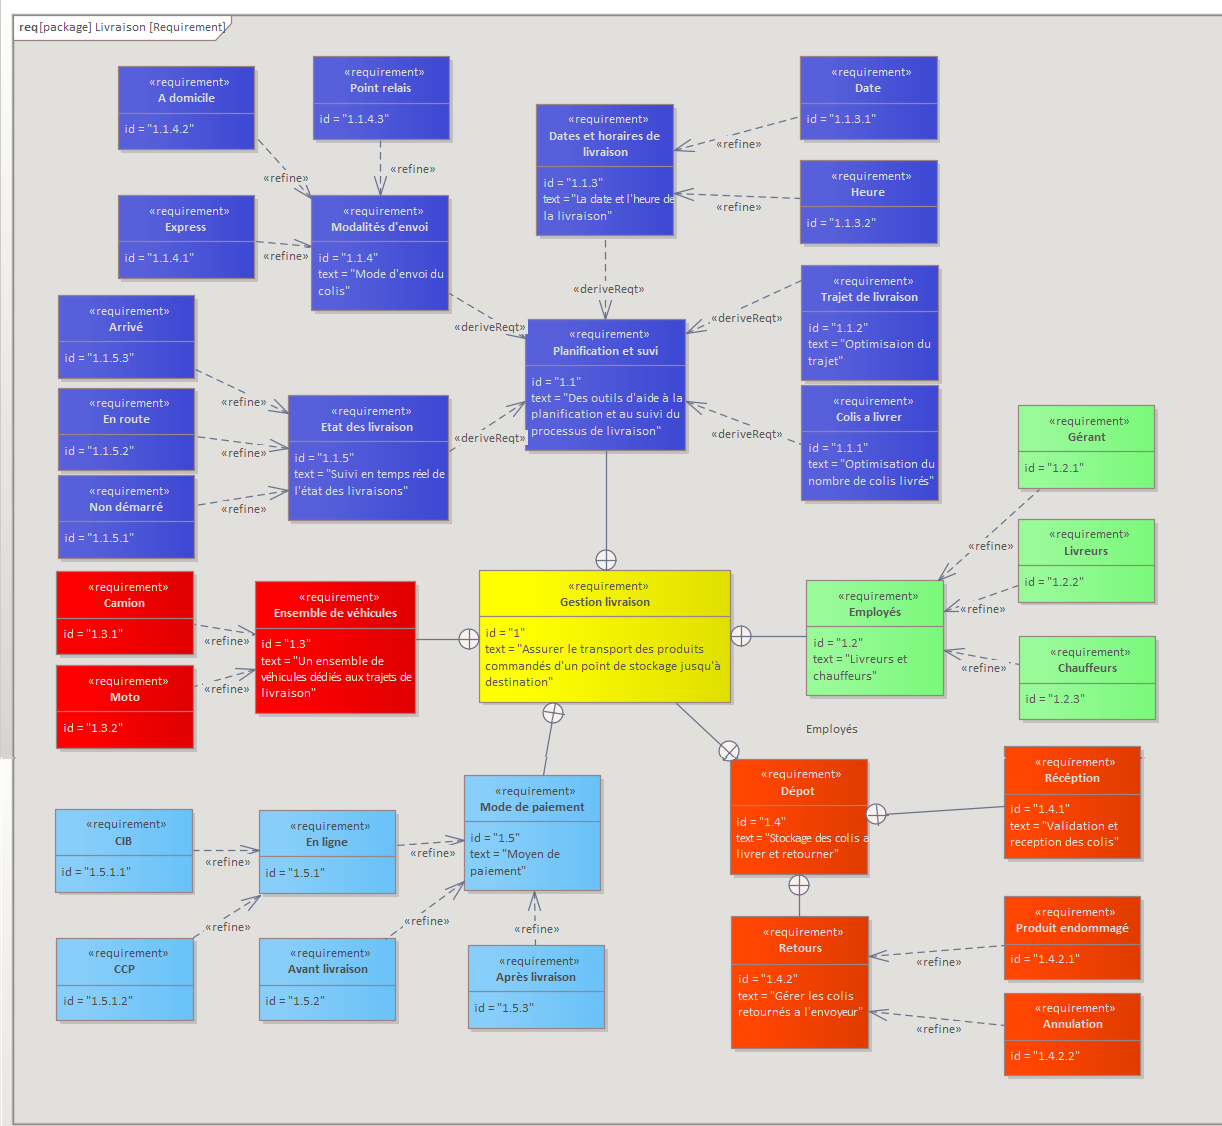 req [package] Livraison [Requirement]
«requirement»
A domicile
id = "1.1.4.2"
«requirement»
Point relais
id = "1.1.4.3"
«requirement»
Dates et horaires de
livraison
id = "1.1.3"
text = "La date et l'heure de
la livraison"
«requirement»
Date
id = "1.1.3.1"
«refine»
«requirement»
Heure
id = "1.1.3.2"
«refine»
«refine»
«refine»
«requirement»
Express
id = "1.1.4.1"
«refine»
«requirement»
Modalités d'envoi
id = "1.1.4"
text = "Mode d'envoi du
colis"
«deriveReqt»
«deriveReqt»
«deriveReqt»
«requirement»
Trajet de livraison
id = "1.1.2"
text = "Optimisaion du
trajet"
«requirement»
Arrivé
id = "1.1.5.3"
«requirement»
Planification et suivi
id = "1.1"
text = "Des outils d'aide à la
planification et au suivi du
processus de livraison"
«refine»
«requirement»
En route
id = "1.1.5.2"
«refine»
«requirement»
Etat des livraison
id = "1.1.5"
text = "Suivi en temps réel de
l'état des livraisons"
«deriveReqt»
«deriveReqt»
«requirement»
Colis a livrer
id = "1.1.1"
text = "Optimisation du
nombre de colis livrés"
«requirement»
Non démarré
id = "1.1.5.1"
«refine»
«requirement»
Gérant
id = "1.2.1"
«refine»
«requirement»
Livreurs
id = "1.2.2"
«refine»
«requirement»
Camion
id = "1.3.1"
«refine»
«requirement»
Ensemble de véhicules
id = "1.3"
text = "Un ensemble de
véhicules dédiés aux trajets de
livraison"
«requirement»
Gestion livraison
id = "1"
text = "Assurer le transport des produits
commandés d'un point de stockage jusqu'à
destination"
«requirement»
Employés
id = "1.2"
text = "Livreurs et
chauffeurs"
«requirement»
Chauffeurs
id = "1.2.3"
«refine»
«requirement»
Moto
id = "1.3.2"
«refine»
Employés
«requirement»
Dépot
id = "1.4"
text = "Stockage des colis a
livrer et retourner"
«requirement»
Récéption
id = "1.4.1"
text = "Validation et
reception des colis"
«requirement»
Mode de paiement
id = "1.5"
text = "Moyen de
paiement"
«requirement»
CIB
id = "1.5.1.1"
«refine»
«requirement»
En ligne
id = "1.5.1"
«refine»
«refine»
«refine»
«refine»
«requirement»
CCP
id = "1.5.1.2"
«requirement»
Avant livraison
id = "1.5.2"
«requirement»
Après livraison
id = "1.5.3"
«requirement»
Retours
id = "1.4.2"
text = "Gérer les colis
retournés a l'envoyeur"
«requirement»
Produit endommagé
id = "1.4.2.1"
«refine»
«requirement»
Annulation
id = "1.4.2.2"
«refine»